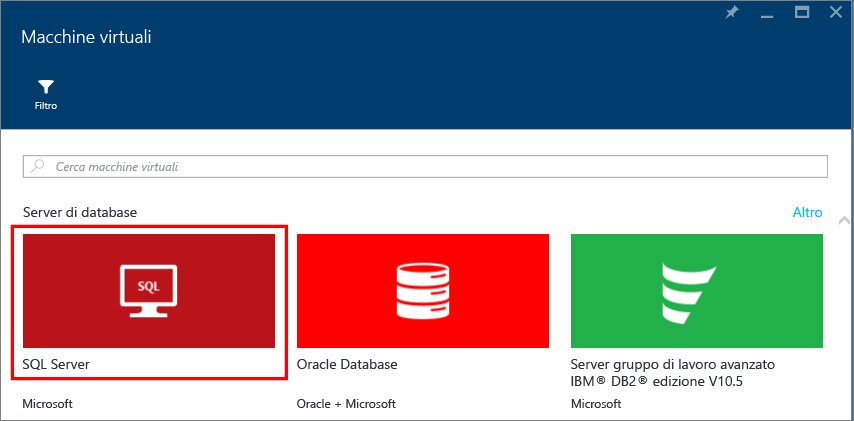 Macchine virtuali
Filtro
Cerca macchine virtuali
Server di database
Altro
SQL
SQL Server
Oracle Database
Server gruppo di lavoro avanzato
IBM® DB2® edizione V10.5
Microsoft
Oracle + Microsoft
Microsoft